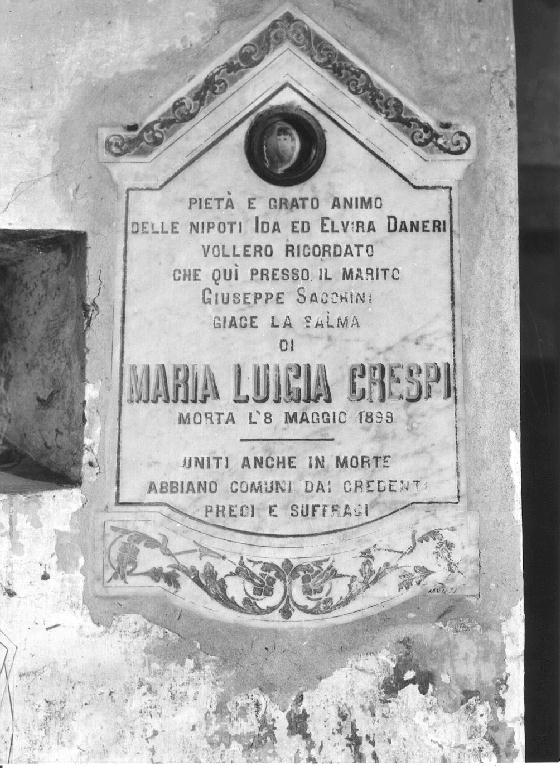 PIETÀ E GRATO ANIMO
DELLE NIPOTI IDA ED ELVIRA DANERI
VOLLERO RICORDATO
CHE QUÌ PRESSO IL MARITO
GIUSEPPE SACCHINI
GIACE LA SALMA
DI
MARIA LUIGIA CRESPI
MORTA L'8 MAGGIO 1899
UNITI ANCHE IN MORTE
ABBIANO COMUNI DAI CREDENTI
PRECI E SUFFRAGI